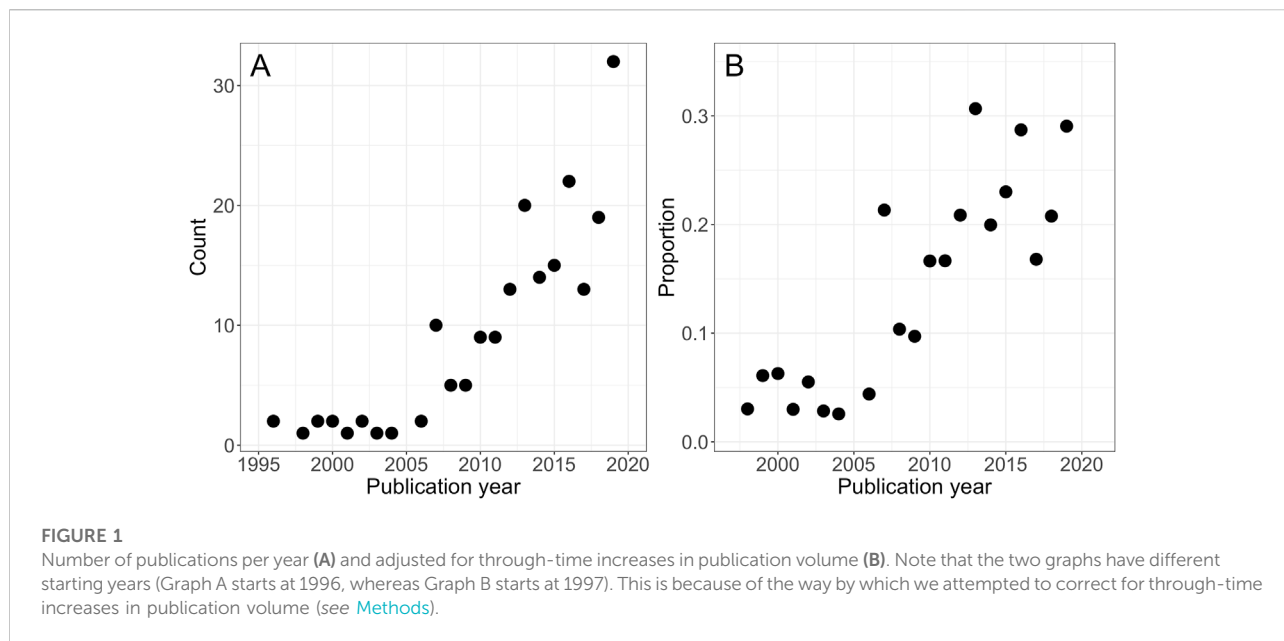 A
30
20
10
0
Count
1995 2000 2005 2010 2015 2020
Publication year
B
0.3
0.2
0.1
0.0
Proportion
2000 2005 2010 2015 2020
Publication year
FIGURE 1
Number of publications per year (A) and adjusted for through-time increases in publication volume (B). Note that the two graphs have different
starting years (Graph A starts at 1996, whereas Graph B starts at 1997). This is because of the way by which we attempted to correct for through-time
increases in publication volume (see Methods).